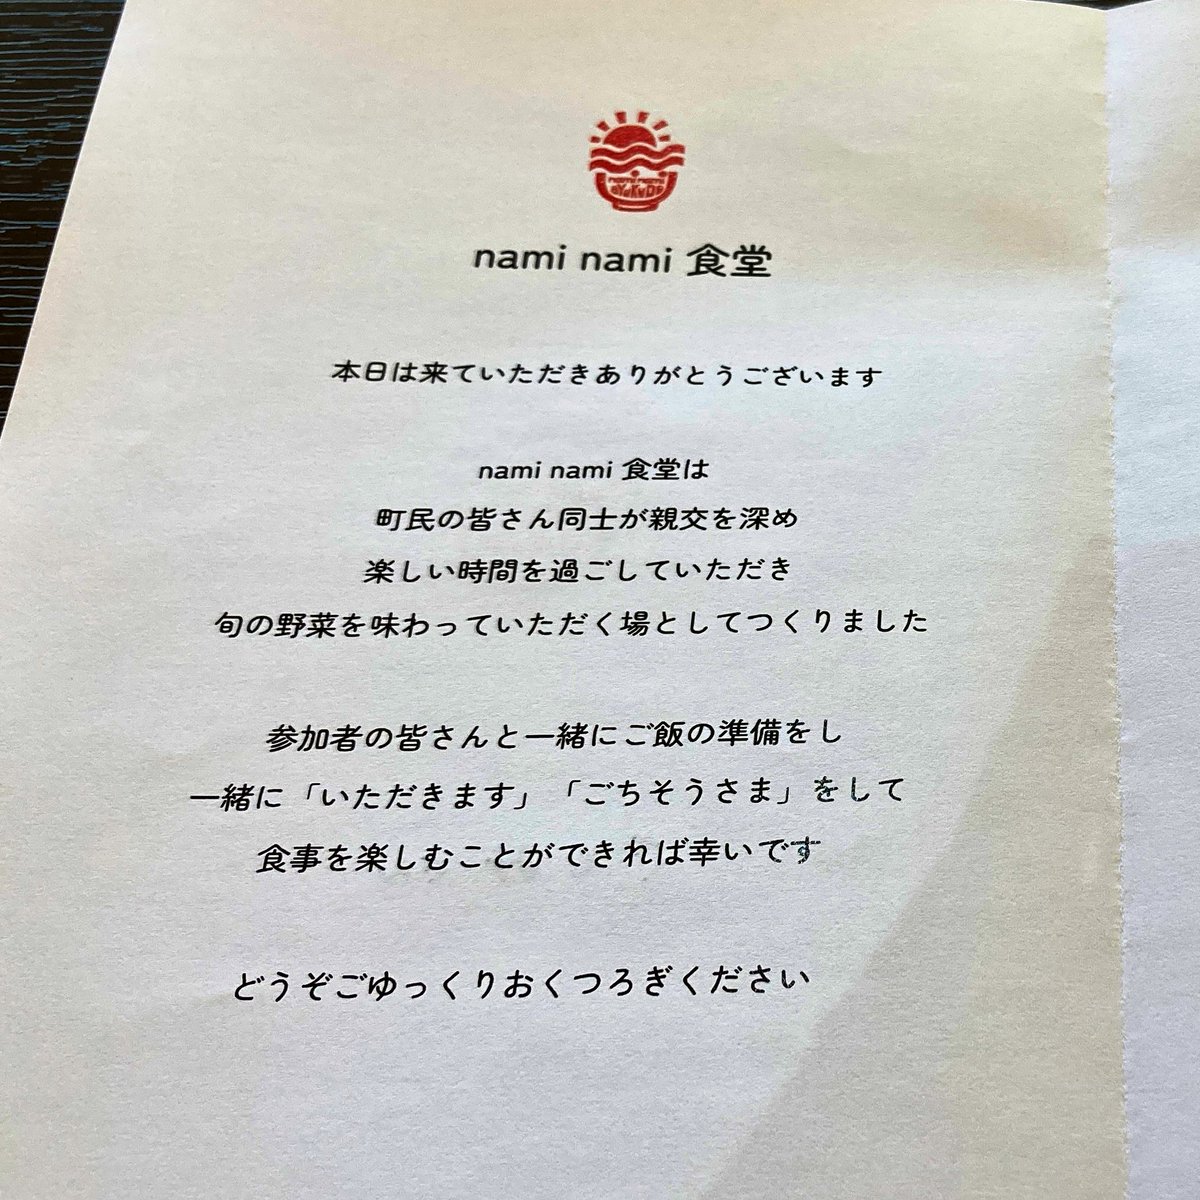 nami nami 食堂
本日は来ていただきありがとうございます
nami nami 食堂は
町民の皆さん同士が親交を深め
楽しい時間を過ごしていただき
旬の野菜を味わっていただく場としてつくりました
参加者の皆さんと一緒にご飯の準備をし
一緒に「いただきます」「ごちそうさま」をして
食事を楽しむことができれば幸いです
どうぞごゆっくりおくつろぎください